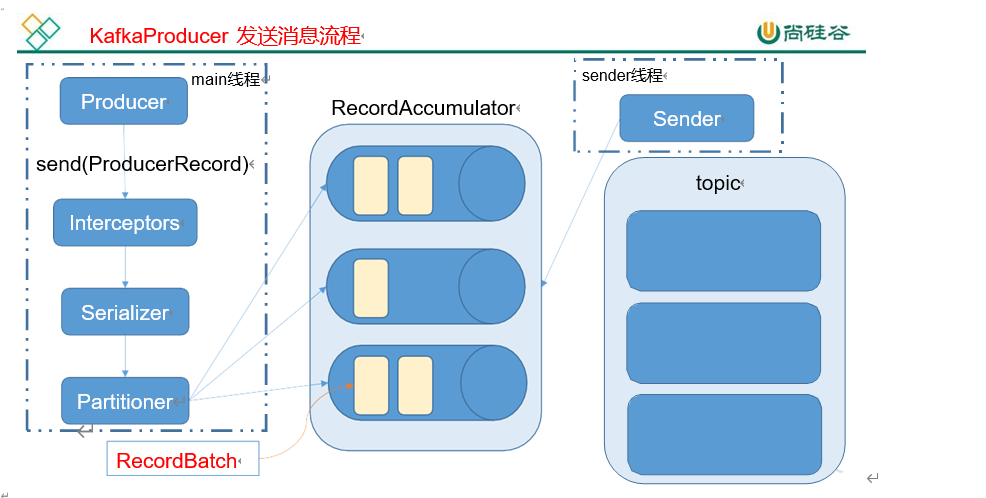 KafkaProducer 发送消息流程
尚硅谷
main线程
Producer
send(ProducerRecord)
Interceptors
Serializer
Partitioner
RecordBatch
RecordAccumulator
sender线程
Sender
topic